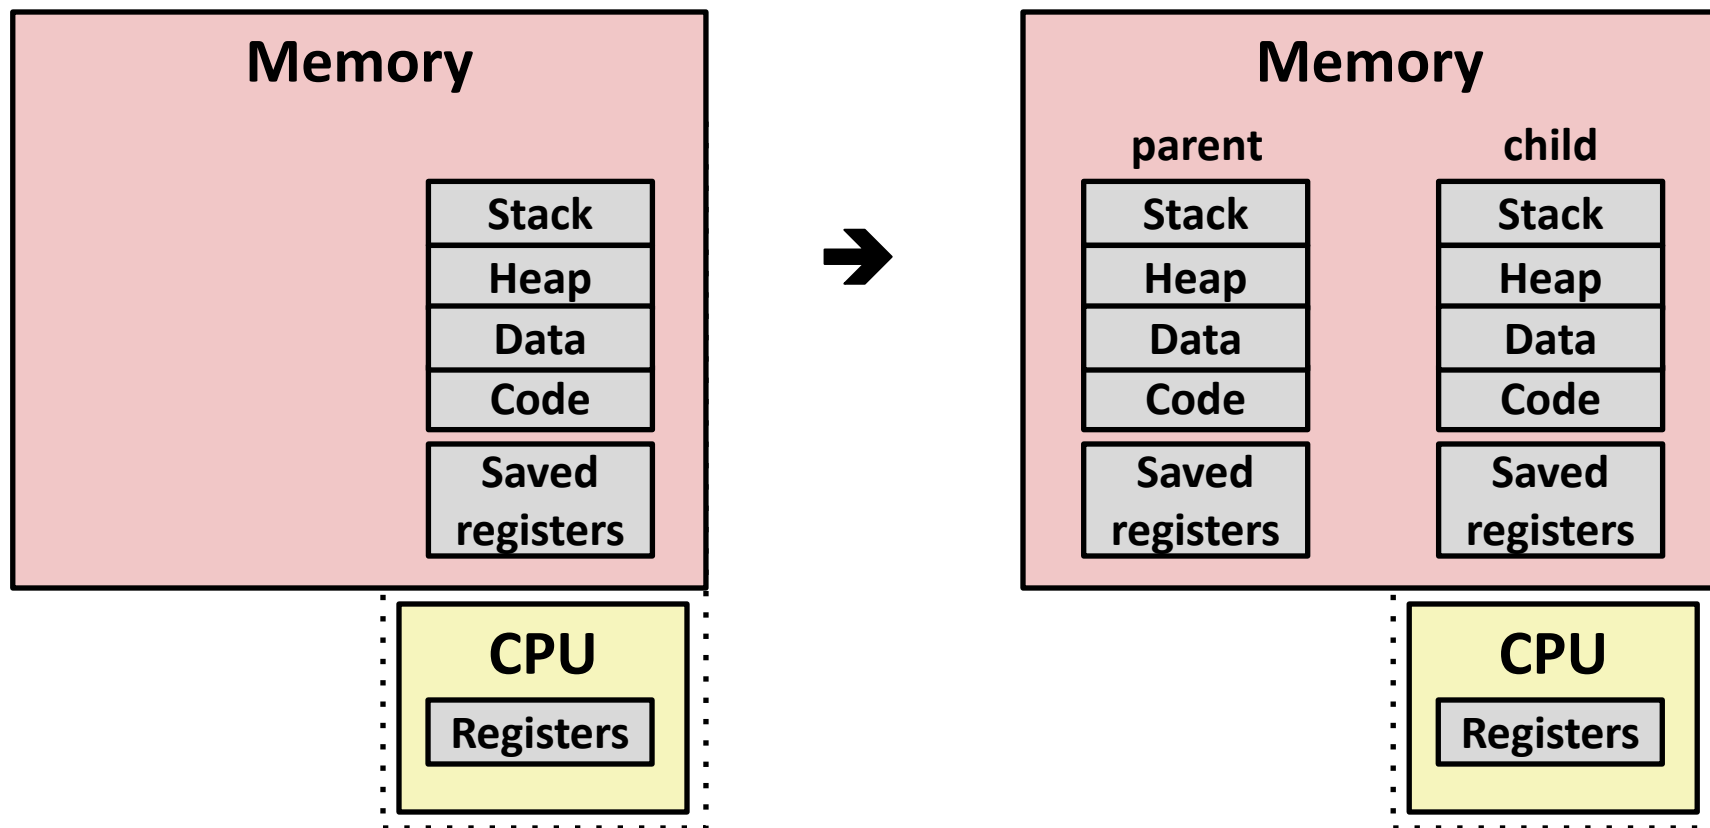 Memory
Stack
Heap
Data
Code
Saved
registers
CPU
Registers
Memory
parent
Stack
Heap
Data
Code
Saved
registers
child
Stack
Heap
Data
Code
Saved
registers
CPU
Registers